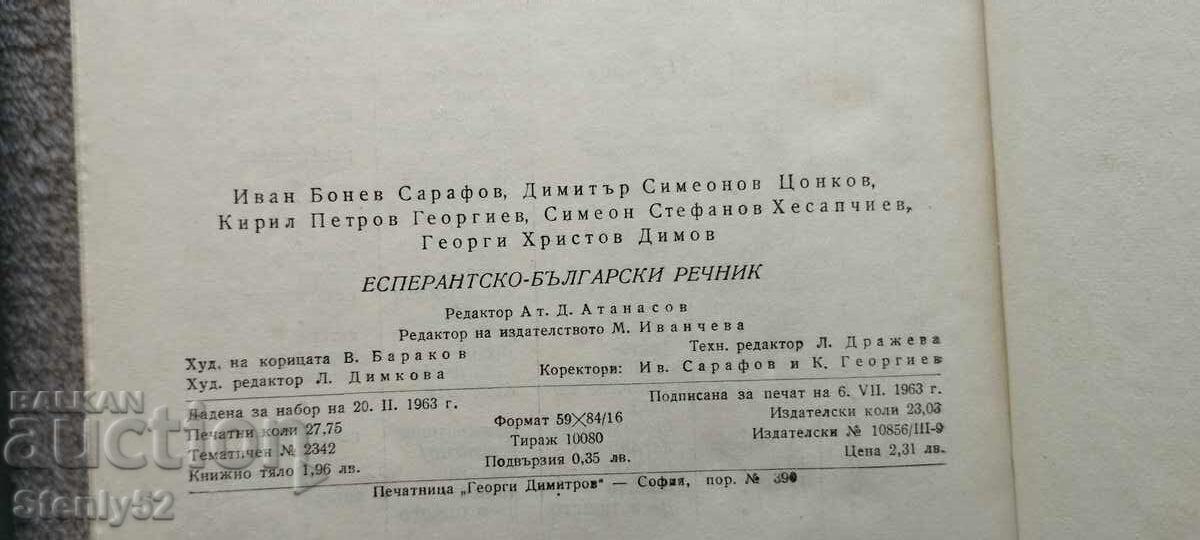 Иван Бонев Сарафов, Димитър Симеонов Цонков,
Кирил Петров Георгиев, Симеон Стефанов Хесапчиев,
Георги Христов Димов
ЕСПЕРАНТСКО-БЪЛГАРСКИ РЕЧНИК
Редактор Ат. Д. Атанасов
Редактор на издателството М. Иванчева
Худ. на корицата В. Бараков
Техн. редактор Л. Дражева
Худ. редактор Л. Димкова
Коректори: Ив. Сарафов и К. Георгиев
Дадена за набор на 20. II. 1963 г.
Подписана за печат на 6. VII. 1963 г.
Печатни коли 27,75
Формат 59×84/16
Издателски коли 23,03
Тематичен № 2342
Тираж 10080
Издателски № 10856/III-9
Книжно тяло 1,96 лв.
Подвързия 0,35 лв.
Цена 2,31 лв.
Печатница „Георги Димитров" — София, пор. № 390
BALKAN
auction
Stenly52